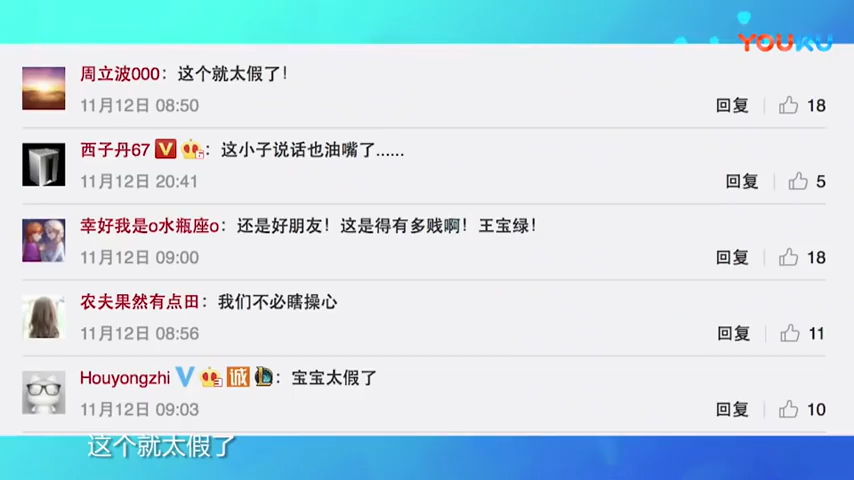 YOUKU
周立波000：这个就太假了！
11月12日 08:50 回复 18
西子丹67 V ：这小子说话也油嘴了......
11月12日 20:41 回复 5
幸好我是o水瓶座o：还是好朋友！这是得有多贱啊！王宝绿！
11月12日 09:00 回复 18
农夫果然有点田：我们不必瞎操心
11月12日 08:56 回复 11
Houyongzhi V 3 诚 ：宝宝太假了
11月12日 09:03 回复 10
这个就太假了